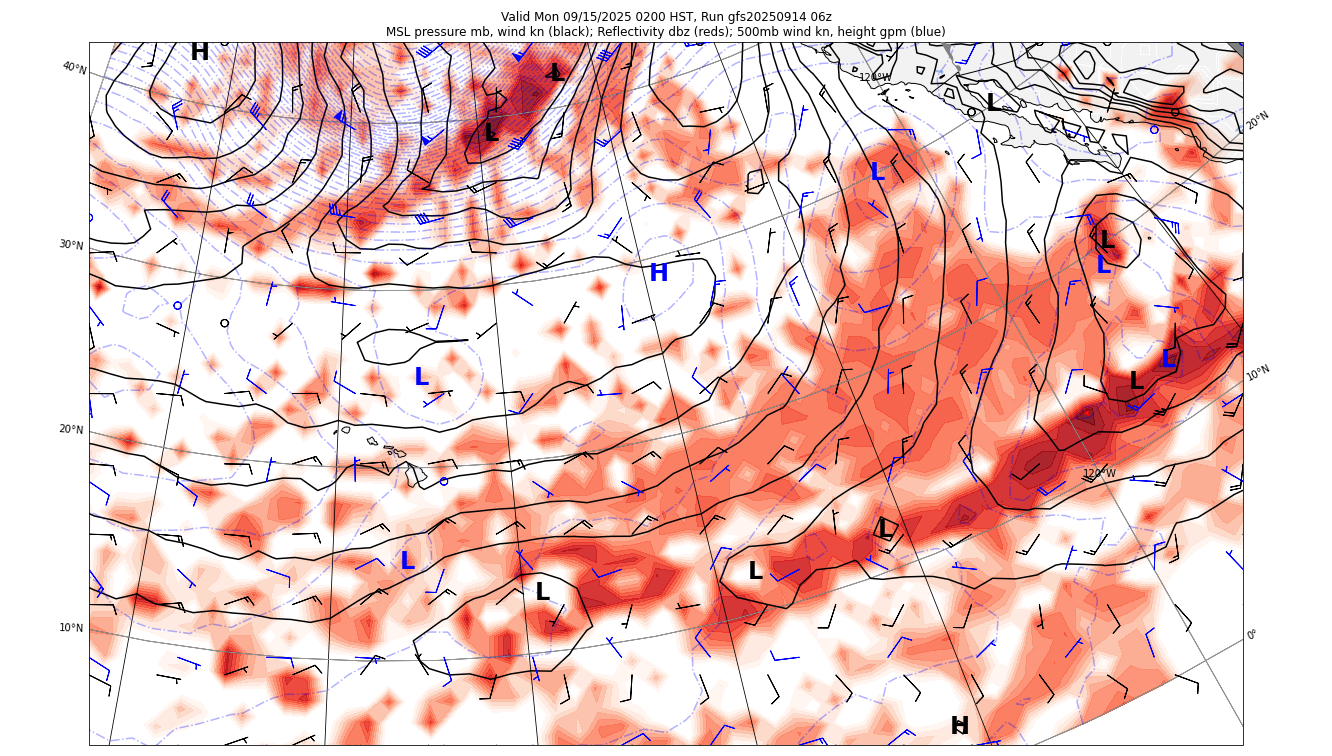 Valid Mon 09/15/2025 0200 HST, Run gfs20250914 06z
MSL pressure mb, wind kn (black); Reflectivity dbz (reds); 500mb wind kn, height gpm (blue)
H
L
40°N
120°W
L
20°N
L
L
30°N
L
H
L
L
10°N
L
L
20°N
120°W
L
L
L
L
10°N
0°
H